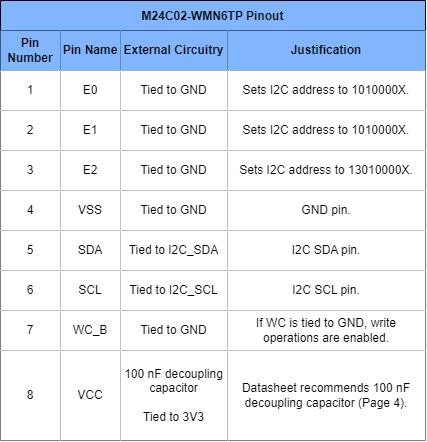 M24C02-WMN6TP Pinout
Pin Number Pin Name External Circuitry Justification
1 E0 Tied to GND Sets I2C address to 1010000X.
2 E1 Tied to GND Sets I2C address to 1010000X.
3 E2 Tied to GND Sets I2C address to 13010000X.
4 VSS Tied to GND GND pin.
5 SDA Tied to I2C_SDA I2C SDA pin.
6 SCL Tied to I2C_SCL I2C SCL pin.
7 WC_B Tied to GND If WC is tied to GND, write
operations are enabled.
8 VCC 100 nF decoupling
capacitor
Tied to 3V3
Datasheet recommends 100 nF
decoupling capacitor (Page 4).